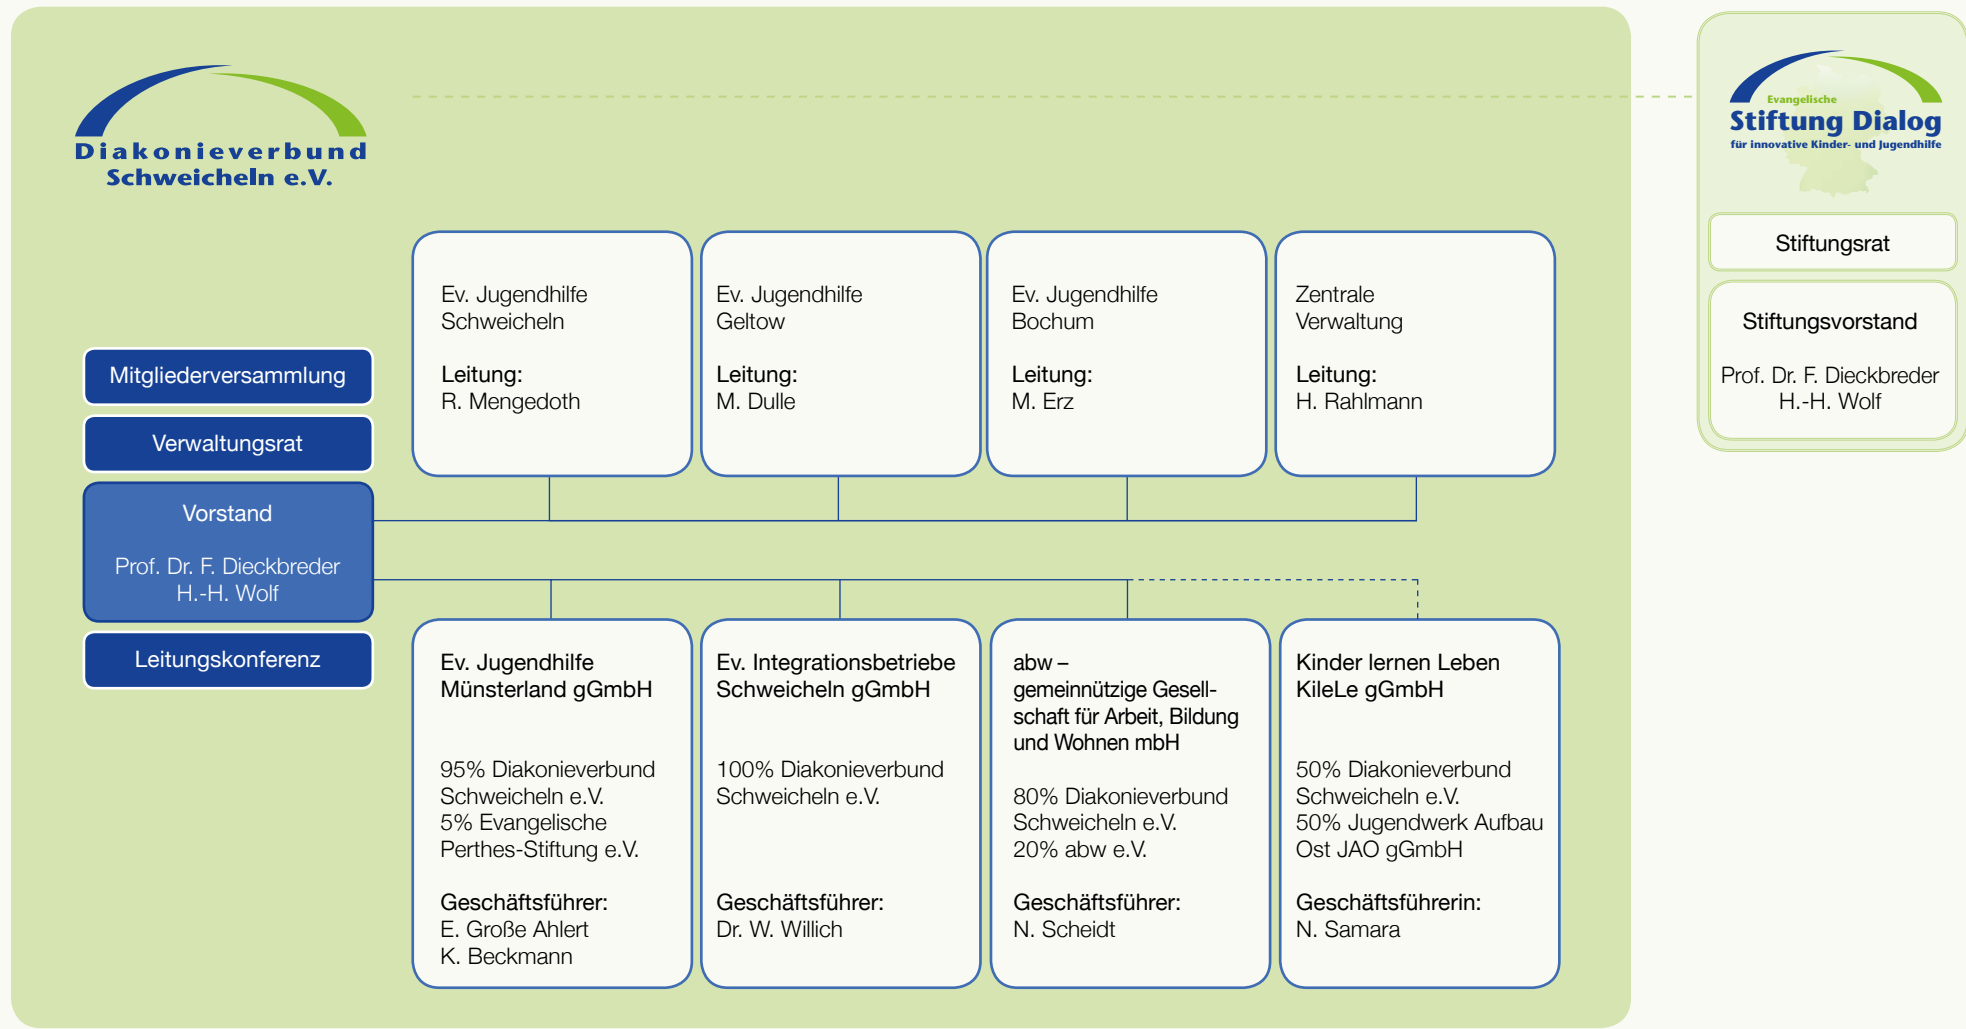 Diakonieverbund
Schweicheln e.V.
Evangelische
Stiftung Dialog
für innovative Kinder- und Jugendhilfe
Stiftungsrat
Stiftungsvorstand
Prof. Dr. F. Dieckbreder
H.-H. Wolf
Mitgliederversammlung
Verwaltungsrat
Vorstand
Prof. Dr. F. Dieckbreder
H.-H. Wolf
Leitungskonferenz
Ev. Jugendhilfe
Schweicheln
Leitung:
R. Mengedoth
Ev. Jugendhilfe
Geltow
Leitung:
M. Dulle
Ev. Jugendhilfe
Bochum
Leitung:
M. Erz
Zentrale
Verwaltung
Leitung:
H. Rahlmann
Ev. Jugendhilfe
Münsterland gGmbH
95% Diakonieverbund
Schweicheln e.V.
5% Evangelische
Perthes-Stiftung e.V.
Geschäftsführer:
E. Große Ahlert
K. Beckmann
Ev. Integrationsbetriebe
Schweicheln gGmbH
100% Diakonieverbund
Schweicheln e.V.
Geschäftsführer:
Dr. W. Willich
abw –
gemeinnützige Gesell-
schaft für Arbeit, Bildung
und Wohnen mbH
80% Diakonieverbund
Schweicheln e.V.
20% abw e.V.
Geschäftsführer:
N. Scheidt
Kinder lernen Leben
KileLe gGmbH
50% Diakonieverbund
Schweicheln e.V.
50% Jugendwerk Aufbau
Ost JAO gGmbH
Geschäftsführerin:
N. Samara